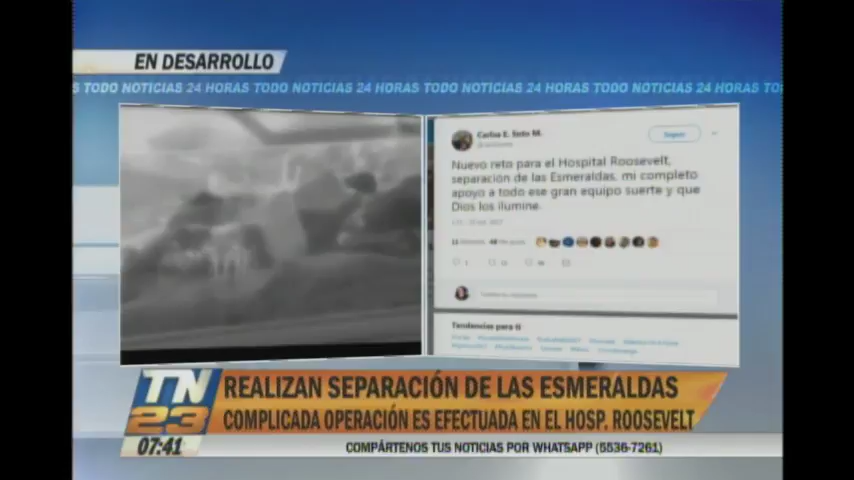 EN DESARROLLO
S TODO NOTICIAS 24 HORAS TODO NOTICIAS 24 HORAS TODO NOTICIAS 24 HORAS TODO NOTICIAS 24 HORAS TO
Carlos E. Soto M.
Seguir
Nuevo reto para el Hospital Roosevelt,
separación de las Esmeraldas, mi completo
apoyo a todo ese gran equipo suerte y que
Dios los ilumine.
11
Tendencias para ti
TN
23
REALIZAN SEPARACIÓN DE LAS ESMERALDAS
COMPLICADA OPERACIÓN ES EFECTUADA EN EL HOSP. ROOSEVELT
07:41
COMPÁRTENOS TUS NOTICIAS POR WHATSAPP (5536-7261)